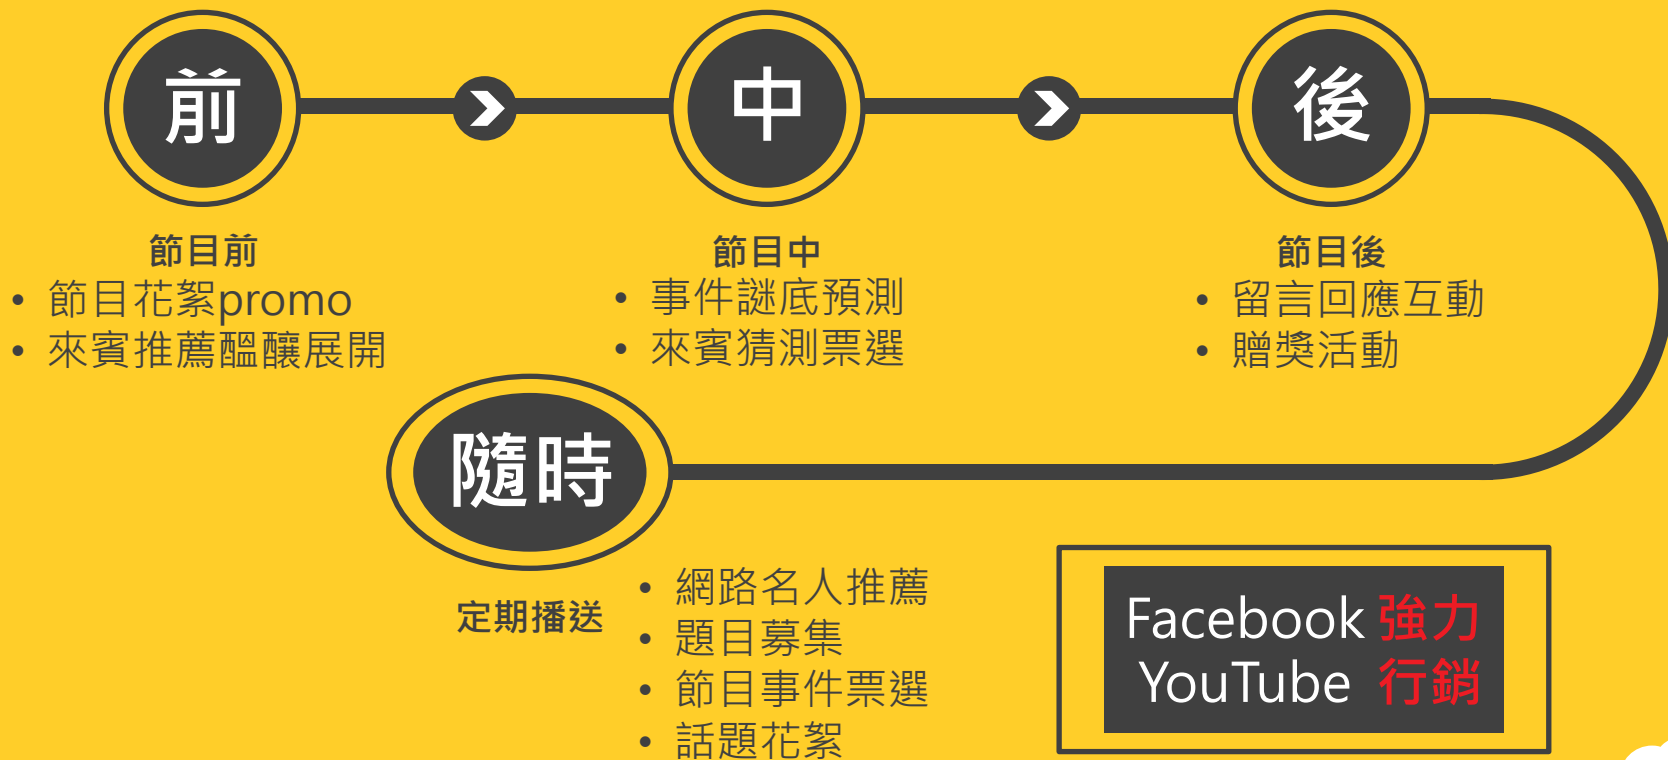 前
中
後
節目前
• 節目花絮promo
• 來賓推薦醞釀展開
節目中
• 事件謎底預測
• 來賓猜測票選
節目後
• 留言回應互動
• 贈獎活動
隨時
定期播送
• 網路名人推薦
• 題目募集
• 節目事件票選
• 話題花絮
Facebook 強力
YouTube 行銷